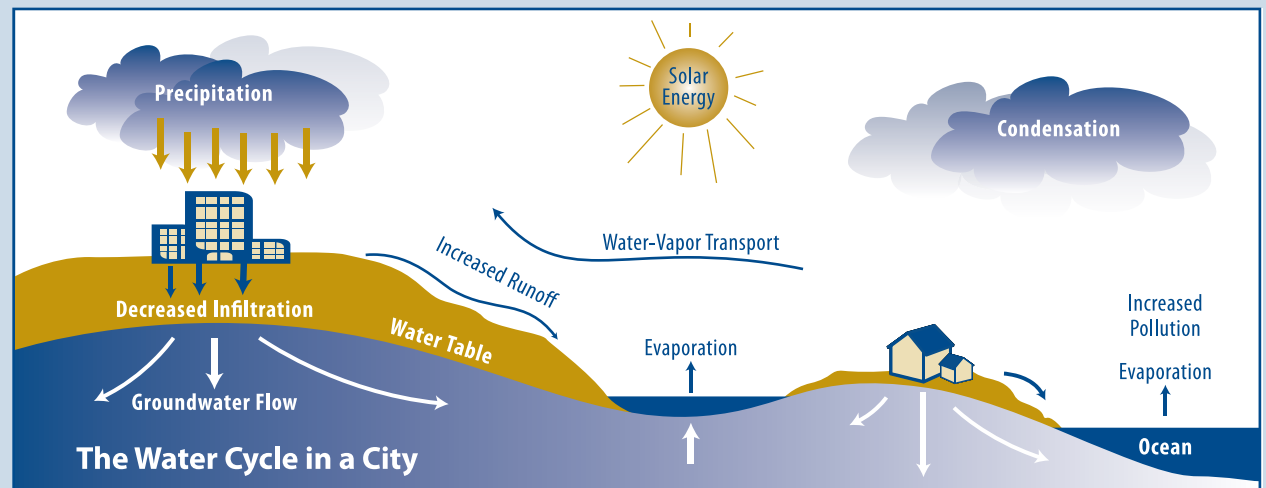 Precipitation
Solar
Energy
Condensation
Water-Vapor Transport
Increased Runoff
Decreased Infiltration
Water Table
Increased
Pollution
Evaporation
Evaporation
Groundwater Flow
Ocean
The Water Cycle in a City